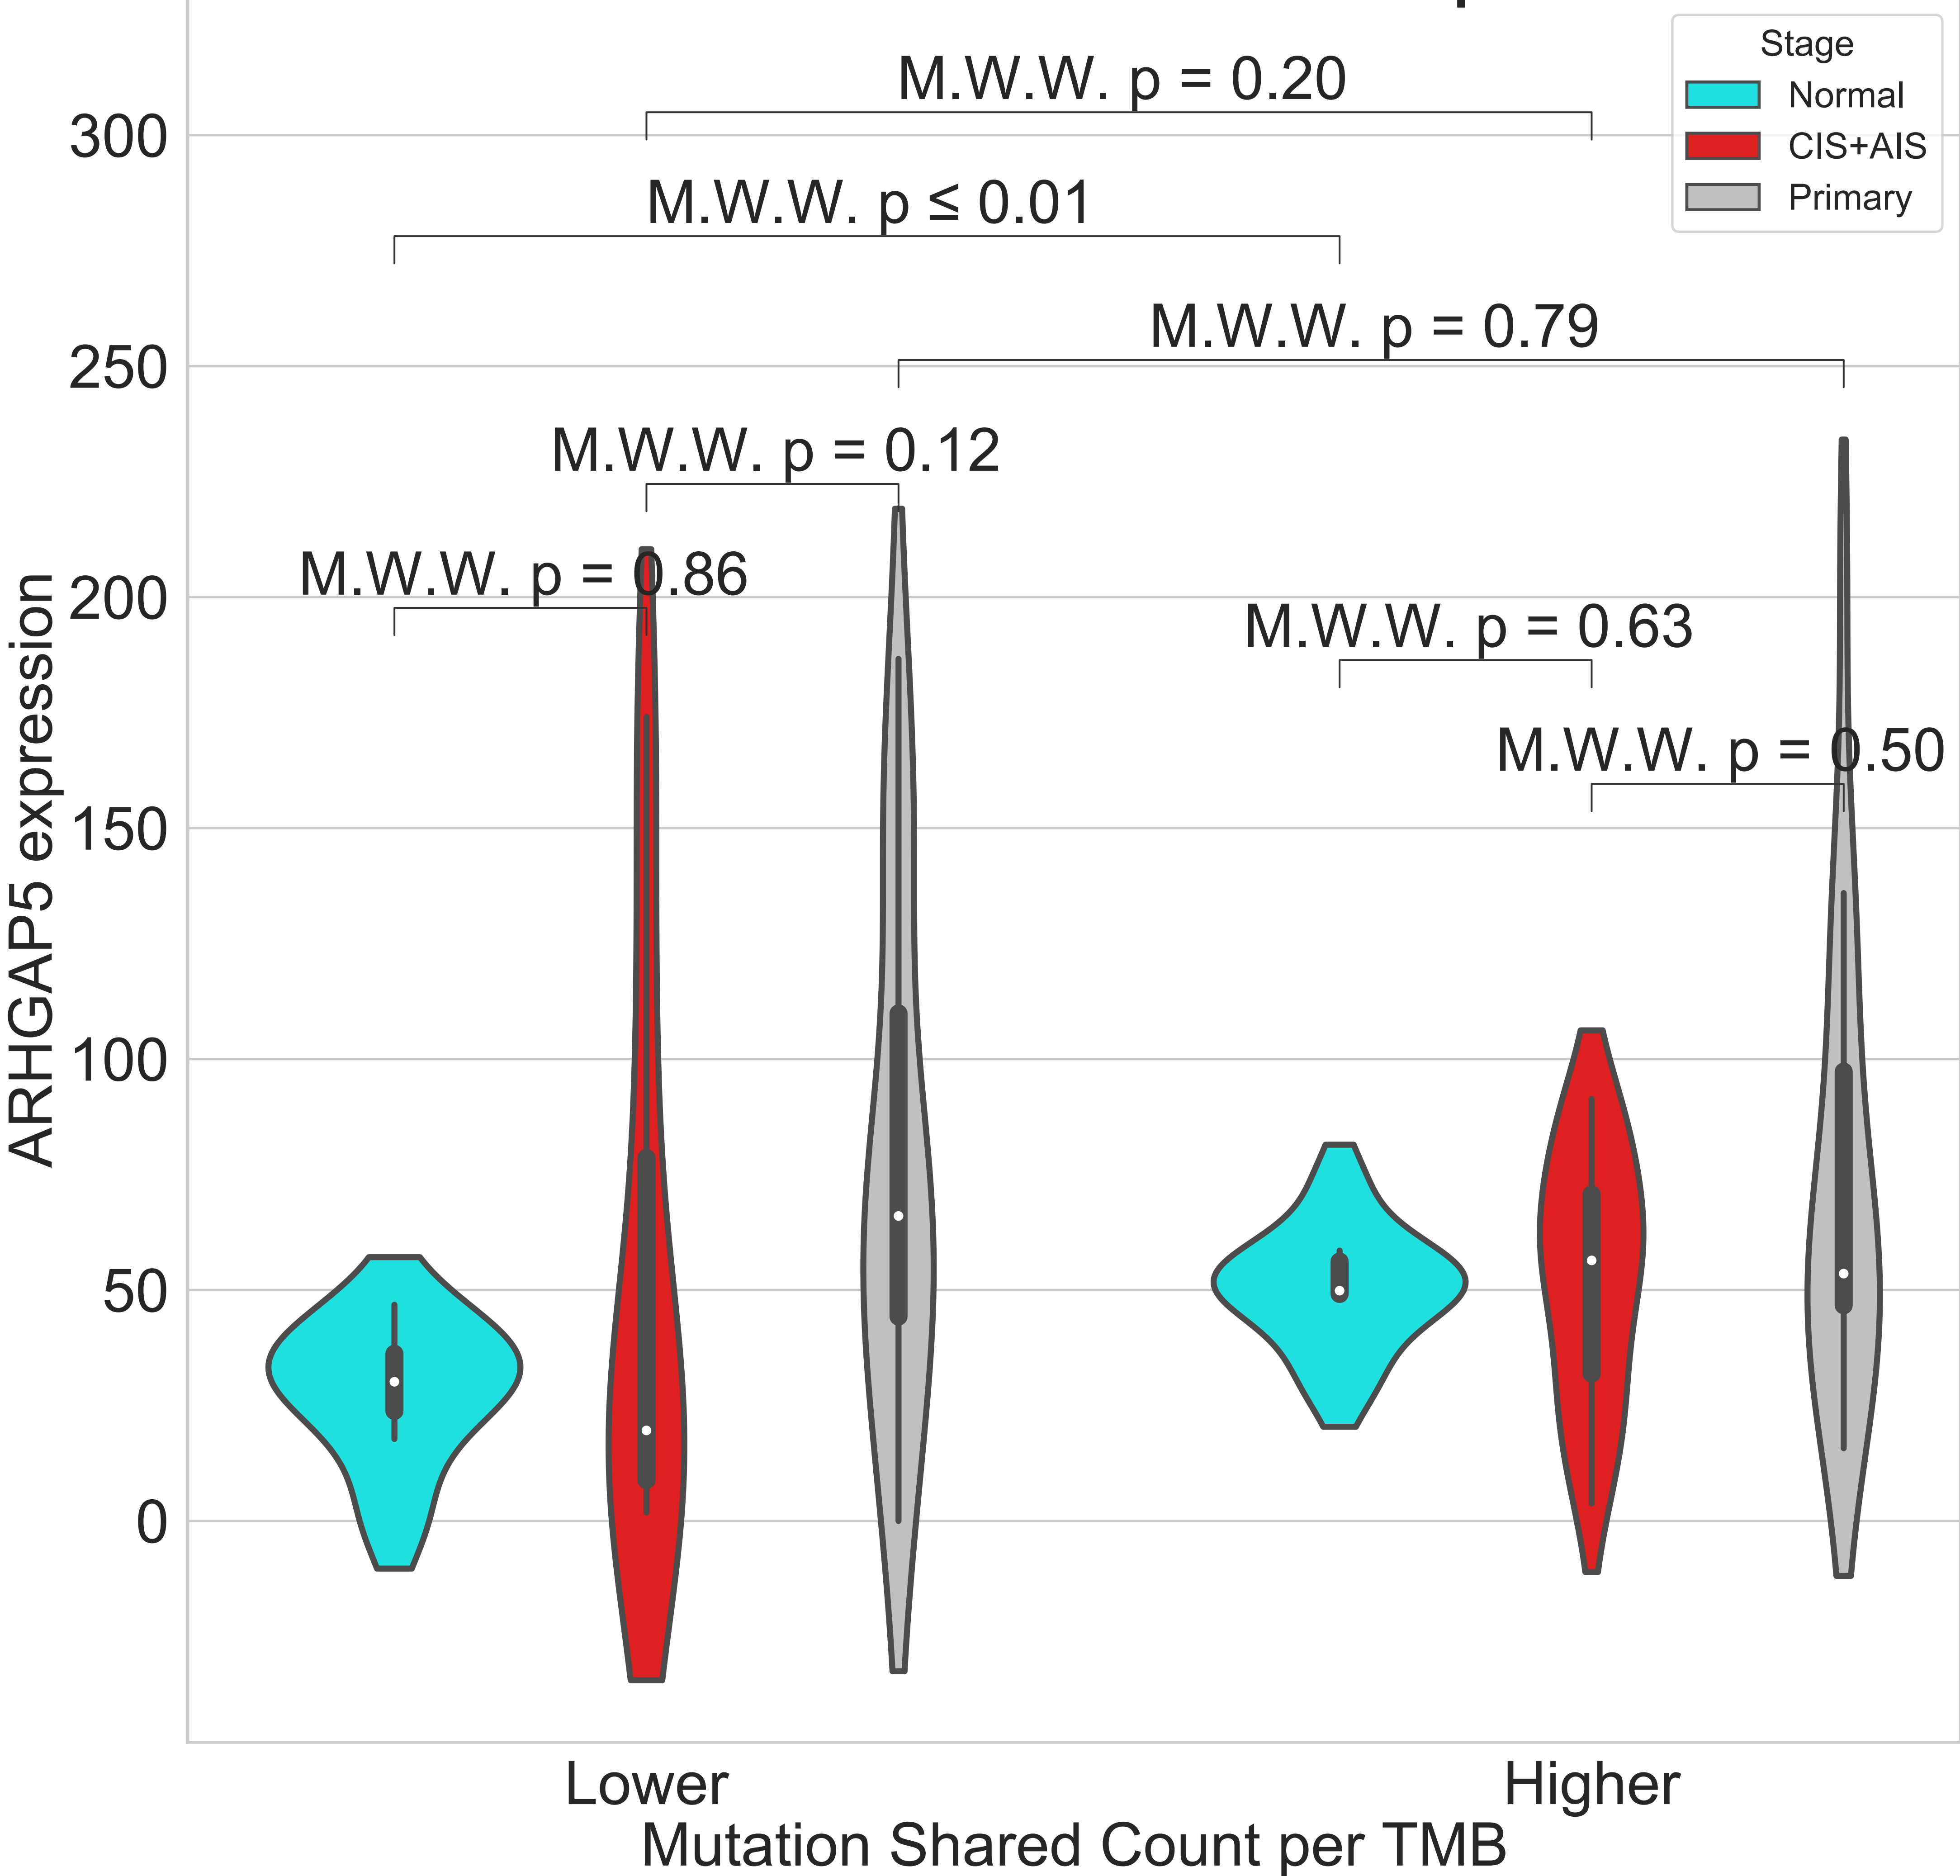 Stage
Normal
CIS+AIS
Primary
M.W.W. p = 0.20
M.W.W. p ≤ 0.01
M.W.W. p = 0.79
M.W.W. p = 0.12
M.W.W. p = 0.86
M.W.W. p = 0.63
M.W.W. p = 0.50
300
250
200
150
100
50
0
ARHGAP5 expression
Lower
Higher
Mutation Shared Count per TMB